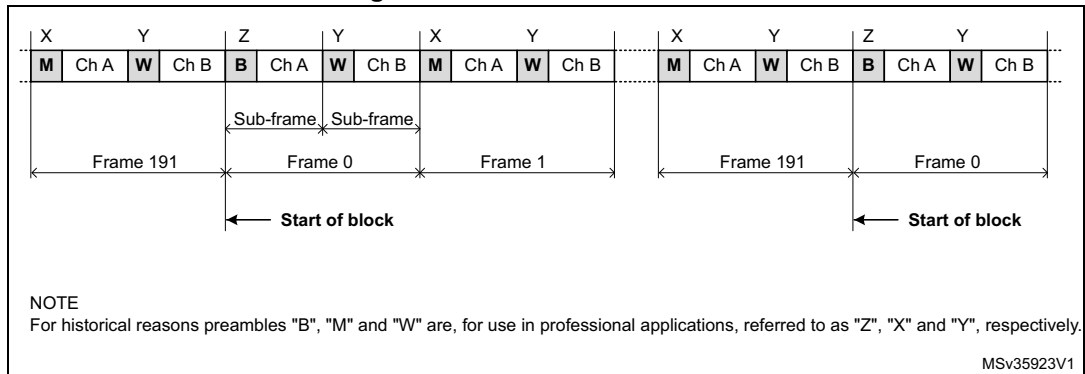 X Y Z Y X Y X Y Z Y
M Ch A W Ch B B Ch A W Ch B M Ch A W Ch B M Ch A W Ch B B Ch A W Ch B
Sub-frame Sub-frame
Frame 191 Frame 0 Frame 1 Frame 191 Frame 0
Start of block Start of block
NOTE
For historical reasons preambles "B", "M" and "W" are, for use in professional applications, referred to as "Z", "X" and "Y", respectively.
MSv35923V1